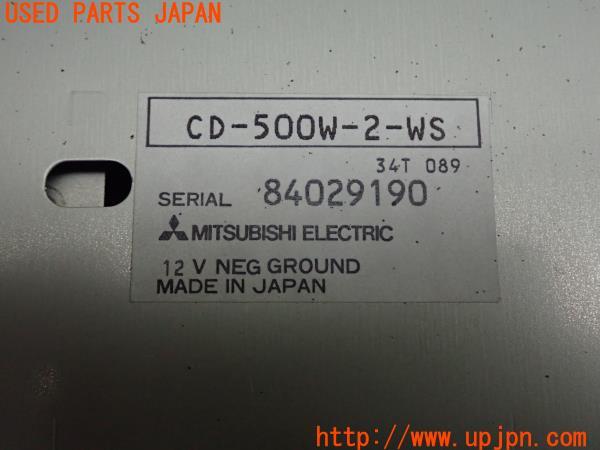 USED PARTS JAPAN
CD-500W-2-WS
34T 089
SERIAL 84029190
MITSUBISHI ELECTRIC
12 V NEG GROUND
MADE IN JAPAN
http://www.upjpn.com/